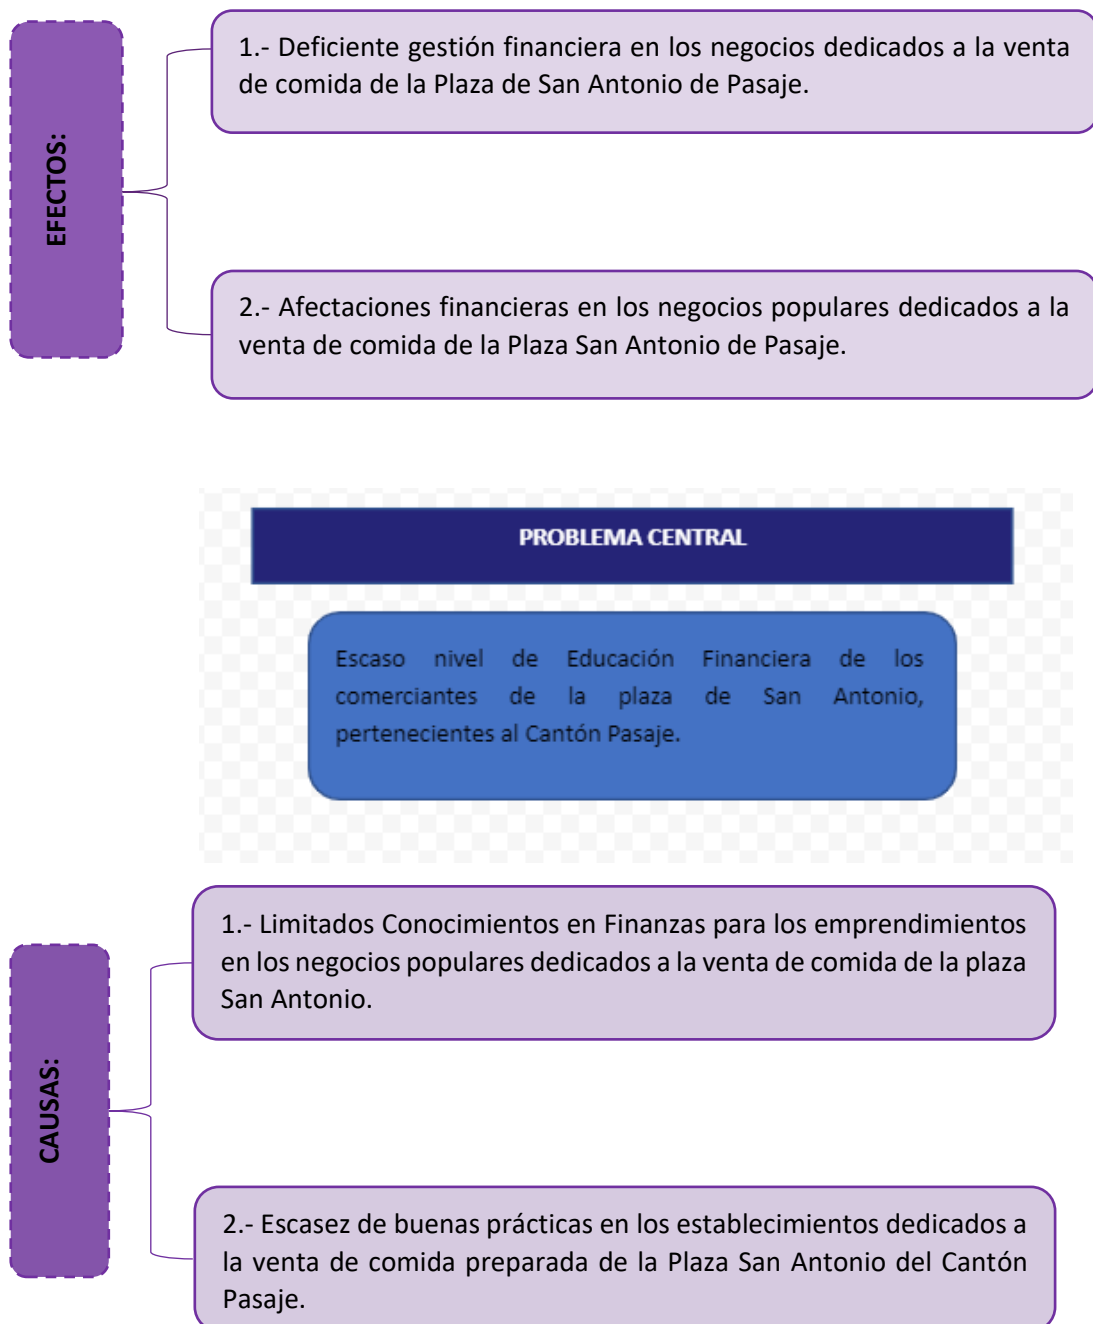 EFECTOS:
1.- Deficiente gestión financiera en los negocios dedicados a la venta
de comida de la Plaza de San Antonio de Pasaje.
2.- Afectaciones financieras en los negocios populares dedicados a la
venta de comida de la Plaza San Antonio de Pasaje.
PROBLEMA CENTRAL
Escaso nivel de Educación Financiera de los
comerciantes de la plaza de San Antonio,
pertenecientes al Cantón Pasaje.
CAUSAS:
1.- Limitados Conocimientos en Finanzas para los emprendimientos
en los negocios populares dedicados a la venta de comida de la plaza
San Antonio.
2.- Escasez de buenas prácticas en los establecimientos dedicados a
la venta de comida preparada de la Plaza San Antonio del Cantón
Pasaje.